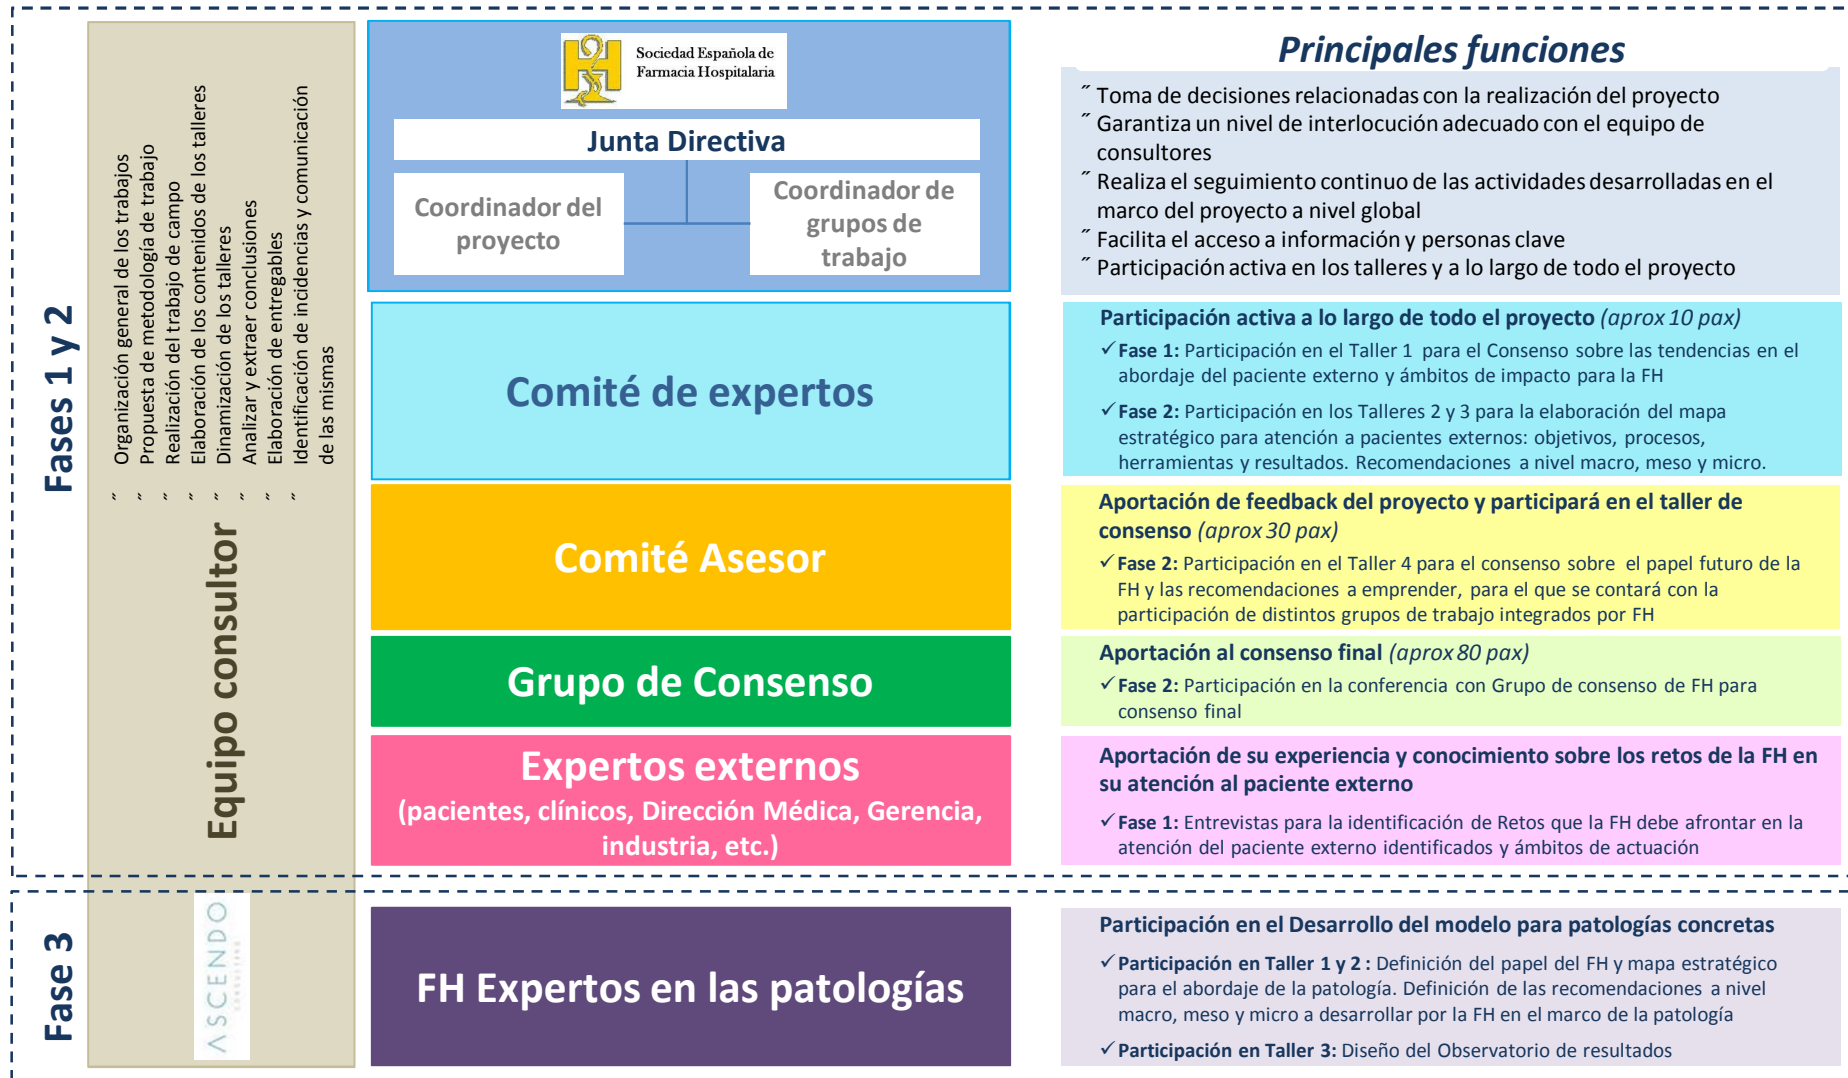 Fases 1 y 2
Equipo consultor
˝ Organización general de los trabajos
˝ Propuesta de metodología de trabajo
˝ Realización del trabajo de campo
˝ Elaboración de los contenidos de los talleres
˝ Dinamización de los talleres
˝ Analizar y extraer conclusiones
˝ Elaboración de entregables
˝ Identificación de incidencias y comunicación
de las mismas
Sociedad Española de
Farmacia Hospitalaria
Junta Directiva
Coordinador del
proyecto
Coordinador de
grupos de
trabajo
Principales funciones
˝ Toma de decisiones relacionadas con la realización del proyecto
˝ Garantiza un nivel de interlocución adecuado con el equipo de
consultores
˝ Realiza el seguimiento continuo de las actividades desarrolladas en el
marco del proyecto a nivel global
˝ Facilita el acceso a información y personas clave
˝ Participación activa en los talleres y a lo largo de todo el proyecto
Comité de expertos
Participación activa a lo largo de todo el proyecto (aprox 10 pax)
✓ Fase 1: Participación en el Taller 1 para el Consenso sobre las tendencias en el
abordaje del paciente externo y ámbitos de impacto para la FH
✓ Fase 2: Participación en los Talleres 2 y 3 para la elaboración del mapa
estratégico para atención a pacientes externos: objetivos, procesos,
herramientas y resultados. Recomendaciones a nivel macro, meso y micro.
Comité Asesor
Aportación de feedback del proyecto y participará en el taller de
consenso (aprox 30 pax)
✓ Fase 2: Participación en el Taller 4 para el consenso sobre el papel futuro de la
FH y las recomendaciones a emprender, para el que se contará con la
participación de distintos grupos de trabajo integrados por FH
Grupo de Consenso
Aportación al consenso final (aprox 80 pax)
✓ Fase 2: Participación en la conferencia con Grupo de consenso de FH para
consenso final
Expertos externos
(pacientes, clínicos, Dirección Médica, Gerencia,
industria, etc.)
Aportación de su experiencia y conocimiento sobre los retos de la FH en
su atención al paciente externo
✓ Fase 1: Entrevistas para la identificación de Retos que la FH debe afrontar en la
atención del paciente externo identificados y ámbitos de actuación
Fase 3
ASCENDO
CONSULTORES
FH Expertos en las patologías
Participación en el Desarrollo del modelo para patologías concretas
✓ Participación en Taller 1 y 2 : Definición del papel del FH y mapa estratégico
para el abordaje de la patología. Definición de las recomendaciones a nivel
macro, meso y micro a desarrollar por la FH en el marco de la patología
✓ Participación en Taller 3: Diseño del Observatorio de resultados